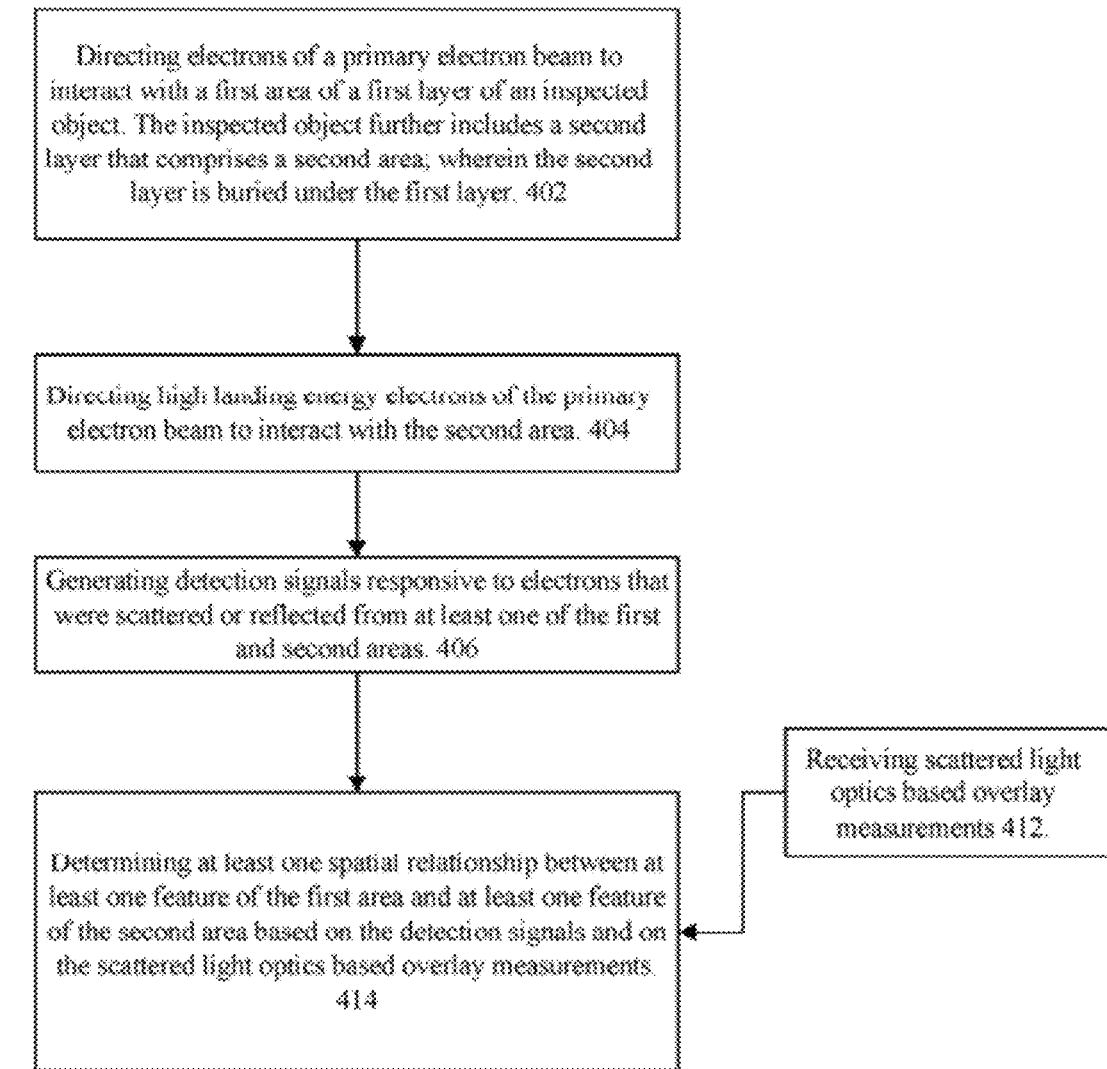 Directing electrons of a primary electron beam to
interact with a first area of a first layer of an inspected
object. The inspected object further includes a second
layer that comprises a second area; wherein the second
layer is buried under the first layer. 402
Directing high landing energy electrons of the primary
electron beam to interact with the second area. 404
Generating detection signals responsive to electrons that
were scattered or reflected from at least one of the first
and second areas. 406
Receiving scattered light
optics based overlay
measurements 412.
Determining at least one spatial relationship between at
least one feature of the first area and at least one feature
of the second area based on the detection signals and on
the scattered light optics based overlay measurements.
414